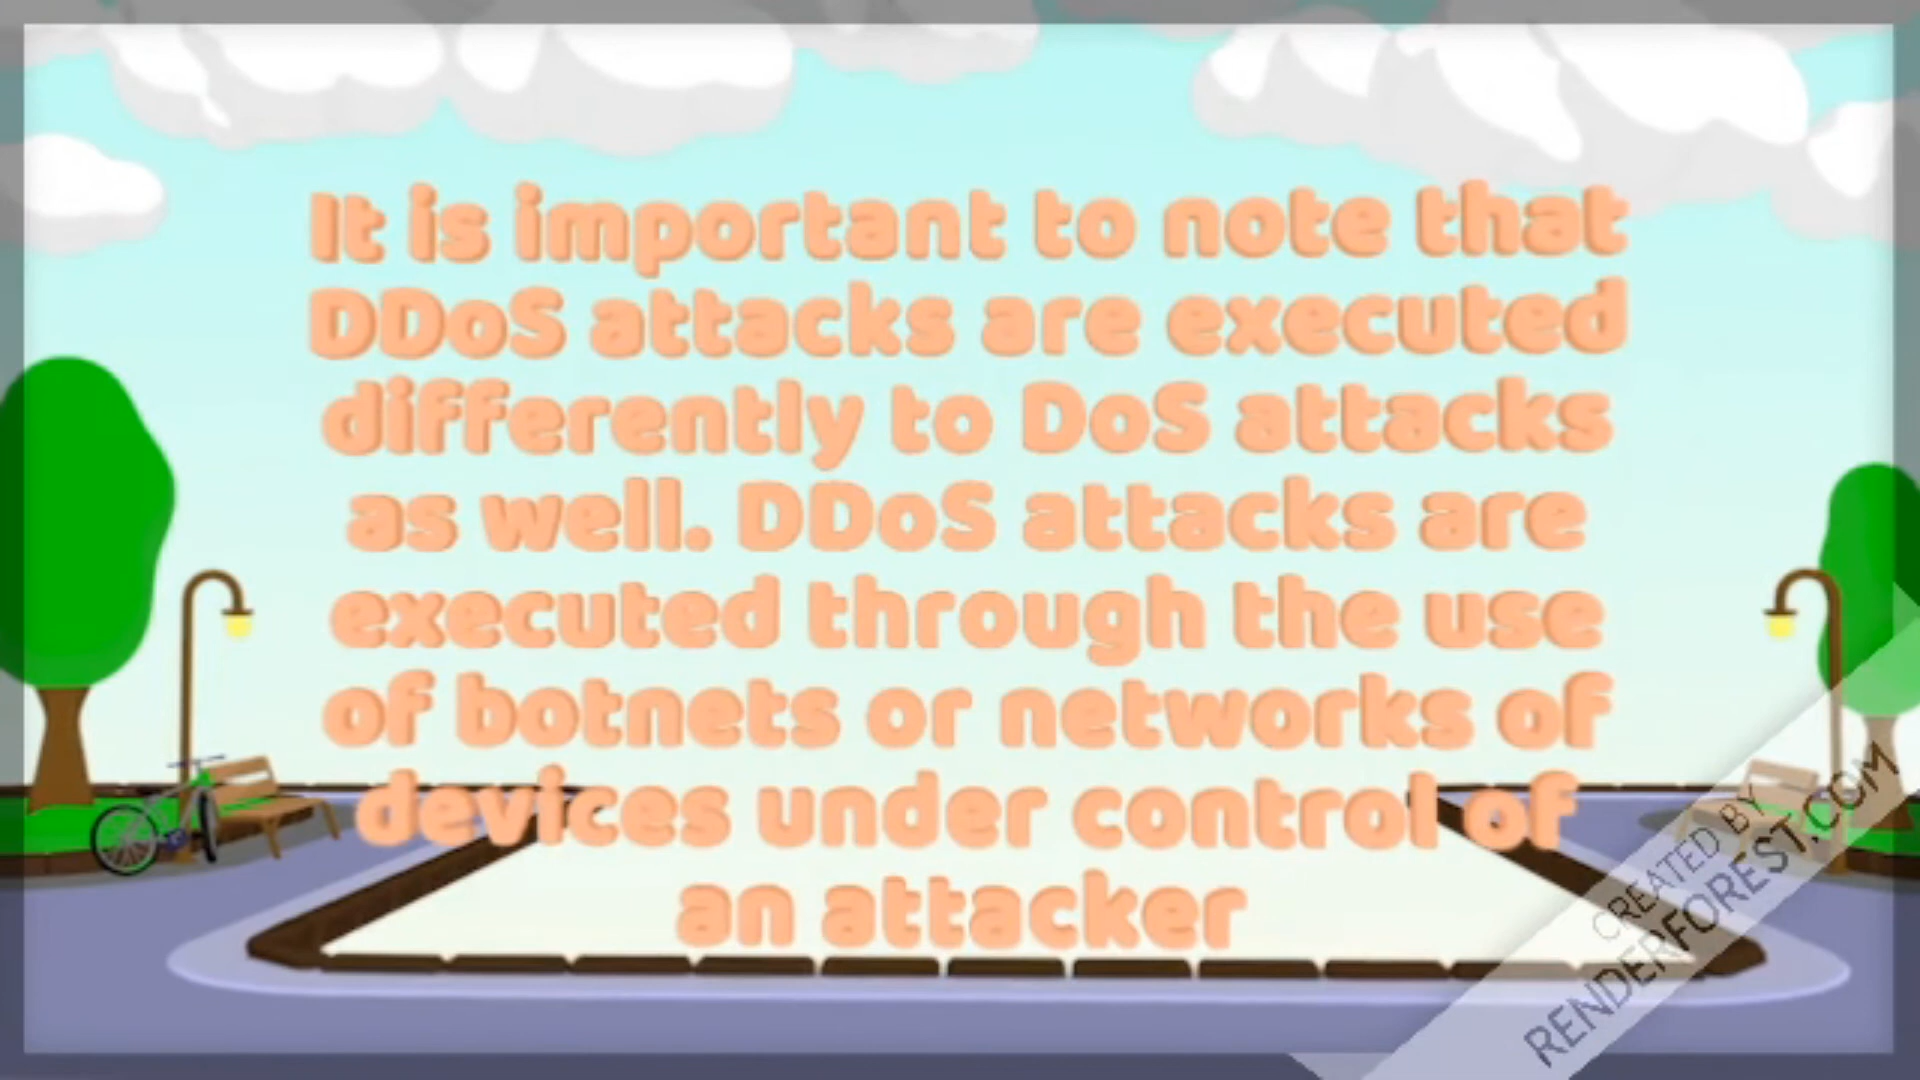 It is important to note that
DDoS attacks are executed
differently to DoS attacks
as well. DDoS attacks are
executed through the use
of botnets or networks of
devices under control of
an attacker
CREATED BY
RENDERFOREST.COM